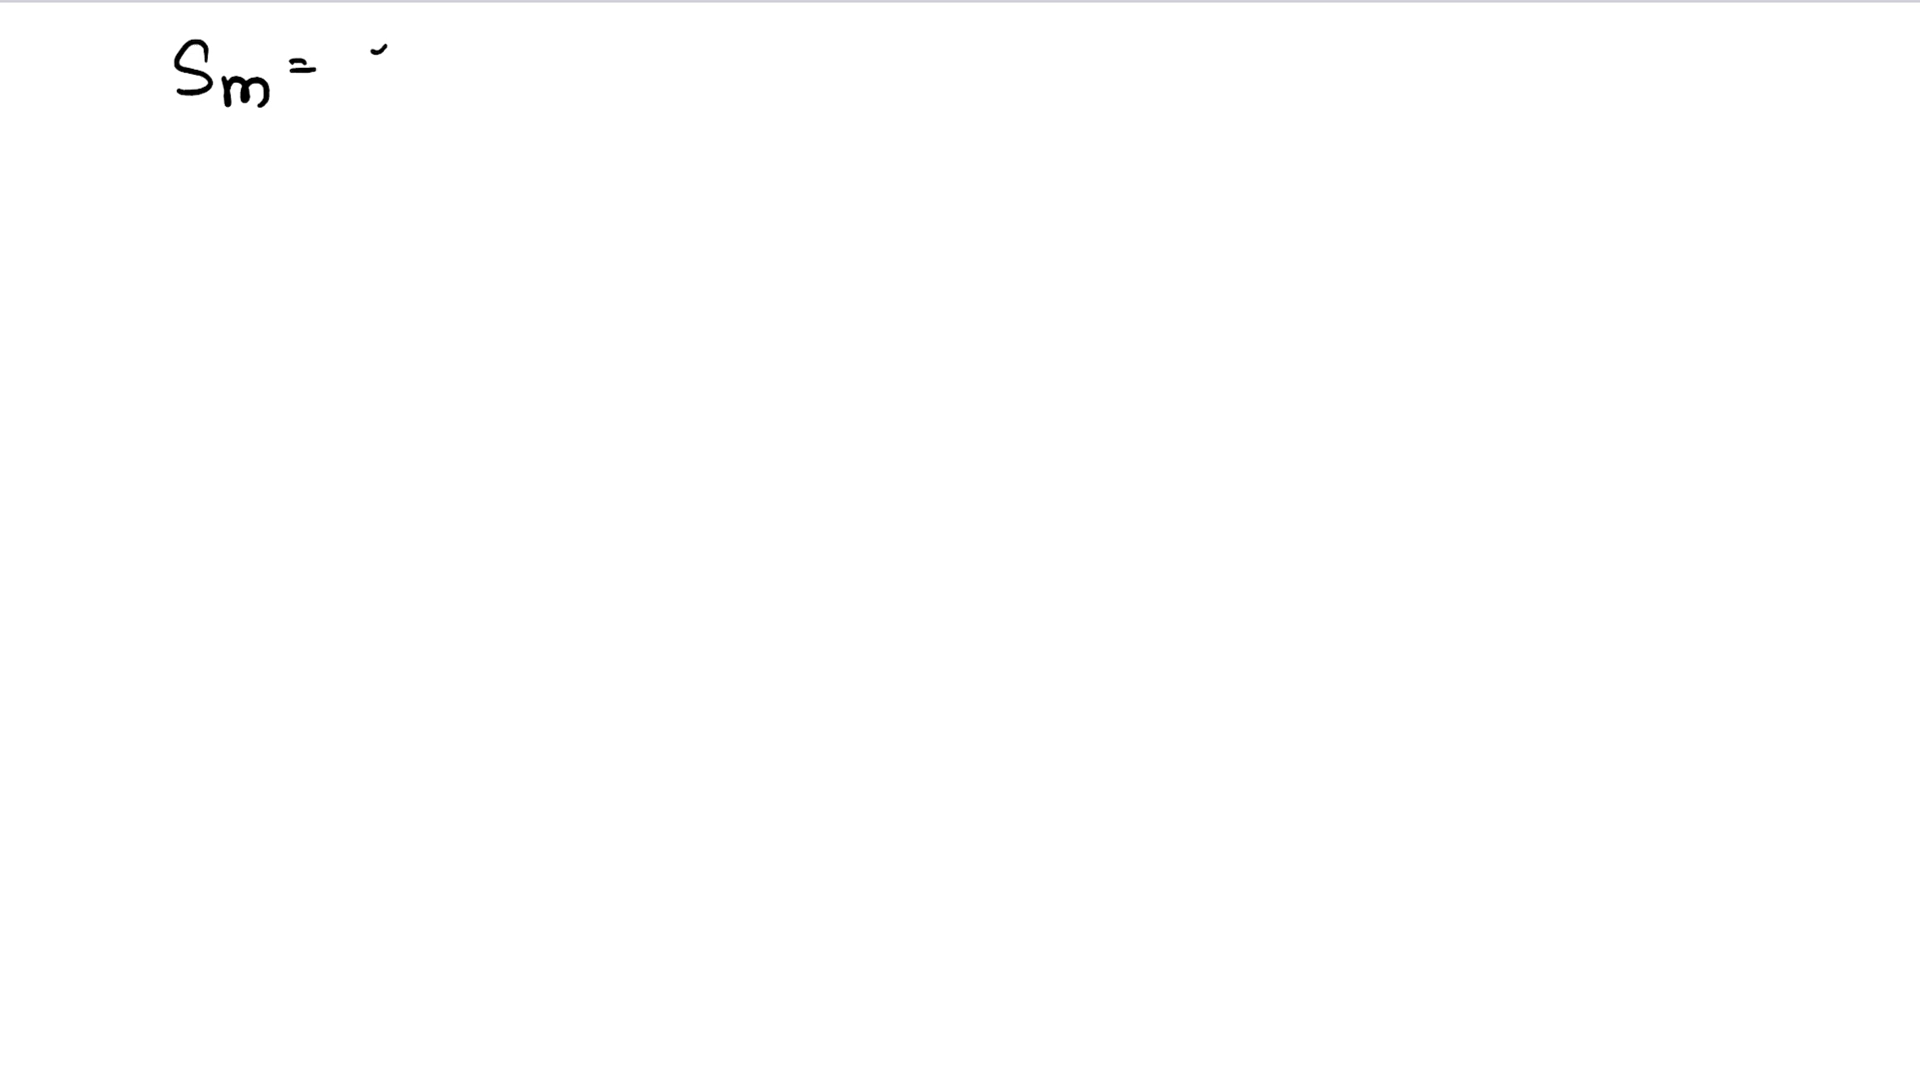 Sm =